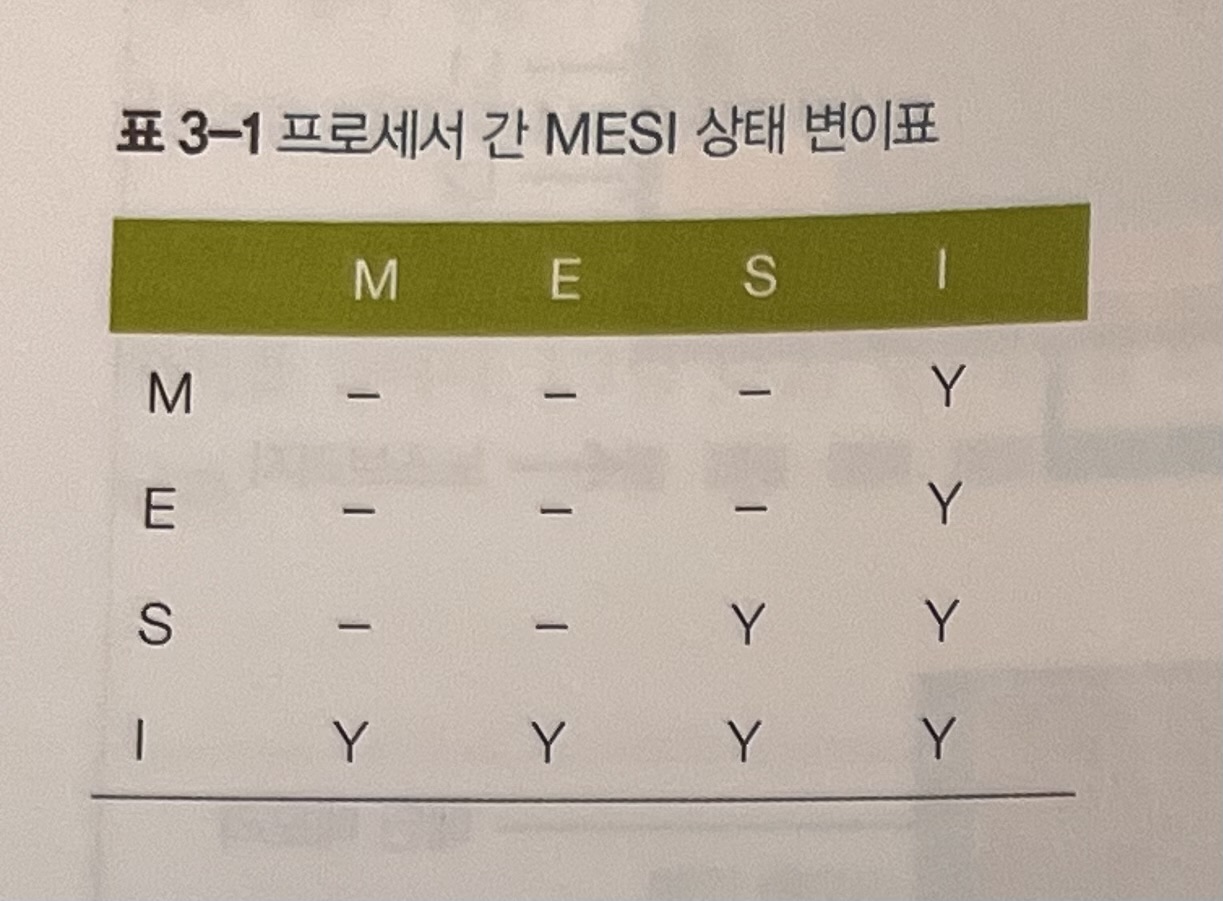 표 3–1 프로세서 간 MESI 상태 변이표
M E S I
M – – – Y
E – – – Y
S – – Y Y
I Y Y Y Y